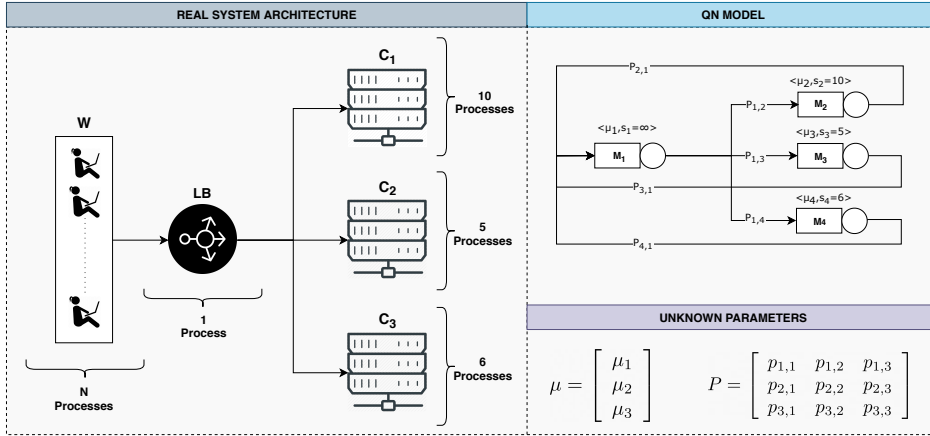 REAL SYSTEM ARCHITECTURE
QN MODEL
W
LB
C1
C2
C3
10
Processes
5
Processes
6
Processes
1
Process
N
Processes
P2,1
<μ2,s2=10>
P1,2
M2
<μ1,s1=∞>
M1
<μ3,s3=5>
P1,3
M3
P3,1
<μ4,s4=6>
P1,4
M4
P4,1
UNKNOWN PARAMETERS
μ = [ μ1
μ2
μ3 ]
P = [ p1,1 p1,2 p1,3
p2,1 p2,2 p2,3
p3,1 p3,2 p3,3 ]